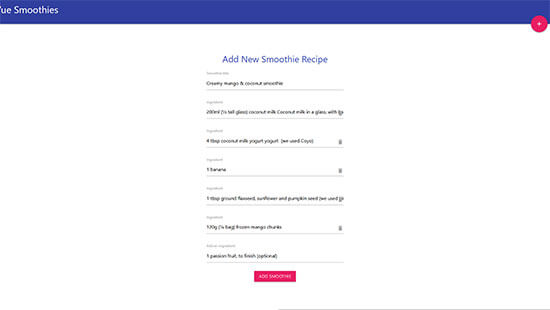 Vue Smoothies
+
Add New Smoothie Recipe
Smoothie title
Creamy mango & coconut smoothie
Ingredient
200ml (½ tall glass) coconut milk Coconut milk in a glass with
Ingredient
4 tbsp coconut milk yogurt yogurt (we used Coyo)
Ingredient
1 banana
Ingredient
1 tbsp ground flaxseed, sunflower and pumpkin seed (we used
Ingredient
120g (¼ bag) frozen mango chunks
Add an ingredient
1 passion fruit, to finish (optional)
ADD SMOOTHIE